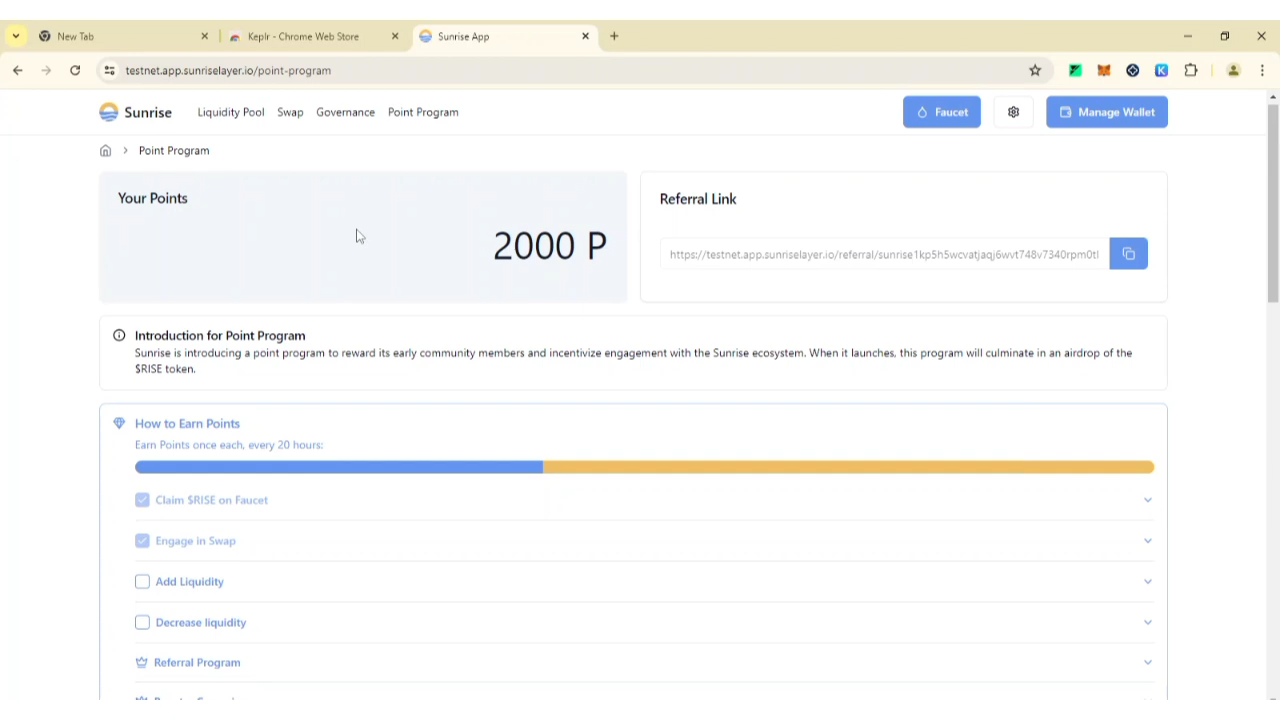 New Tab
Keplr - Chrome Web Store
Sunrise App
testnet.app.sunriselayer.io/point-program
Sunrise
Liquidity Pool
Swap
Governance
Point Program
Faucet
Manage Wallet
Point Program
Your Points
2000 P
Referral Link
https://testnet.app.sunriselayer.io/referral/sunrise1kp5h5wcvatjaqj6wvt748v7340rpm0tl
Introduction for Point Program
Sunrise is introducing a point program to reward its early community members and incentivize engagement with the Sunrise ecosystem. When it launches, this program will culminate in an airdrop of the
$RISE token.
How to Earn Points
Earn Points once each, every 20 hours:
Claim $RISE on Faucet
Engage in Swap
Add Liquidity
Decrease liquidity
Referral Program